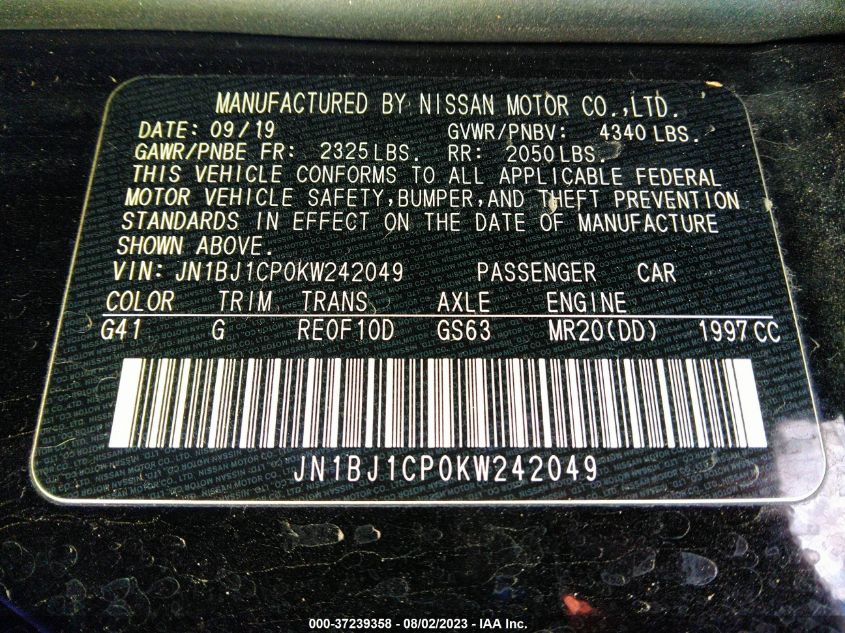 MANUFACTURED BY NISSAN MOTOR CO.,LTD.
DATE: 09/19 GVWR/PNBV: 4340 LBS.
GAWR/PNBE FR: 2325 LBS. RR: 2050 LBS.
THIS VEHICLE CONFORMS TO ALL APPLICABLE FEDERAL
MOTOR VEHICLE SAFETY,BUMPER,AND THEFT PREVENTION
STANDARDS IN EFFECT ON THE DATE OF MANUFACTURE
SHOWN ABOVE.
VIN: JN1BJ1CP0KW242049 PASSENGER CAR
COLOR TRIM TRANS AXLE ENGINE
G41 G RE0F10D GS63 MR20(DD) 1997 CC
JN1BJ1CP0KW242049
000-37239358 - 08/02/2023 - IAA Inc.